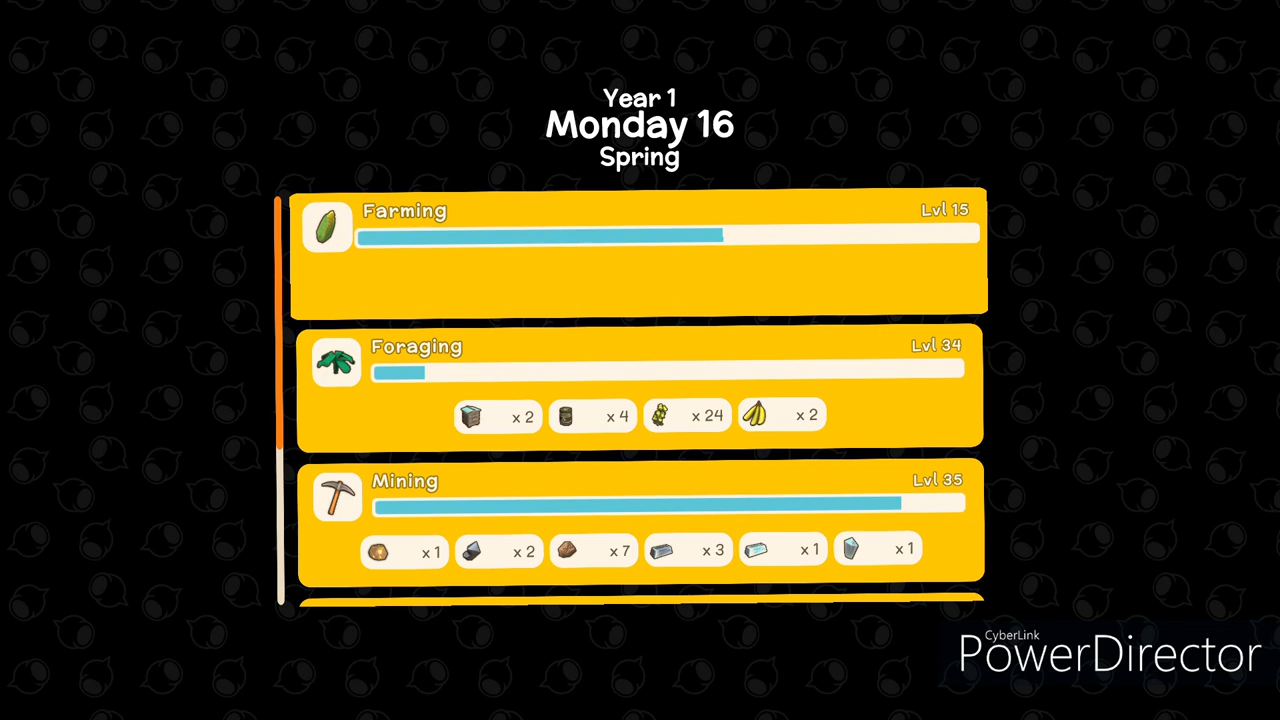 Year 1
Monday 16
Spring
Farming Lvl 15
Foraging Lvl 34
x 2 x 4 x 24 x 2
Mining Lvl 35
x 1 x 2 x 7 x 3 x 1 x 1
CyberLink
PowerDirector